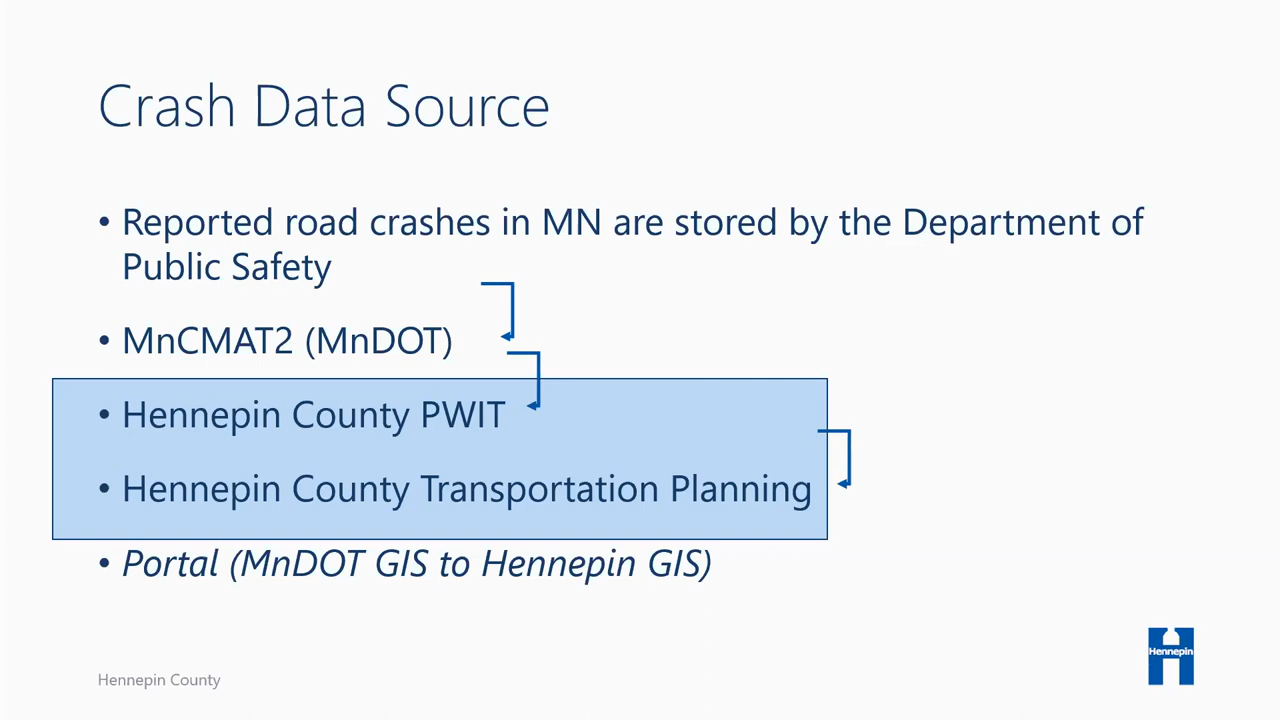 Crash Data Source
• Reported road crashes in MN are stored by the Department of
Public Safety
• MnCMAT2 (MnDOT)
• Hennepin County PWIT
• Hennepin County Transportation Planning
• Portal (MnDOT GIS to Hennepin GIS)
Hennepin
Hennepin County